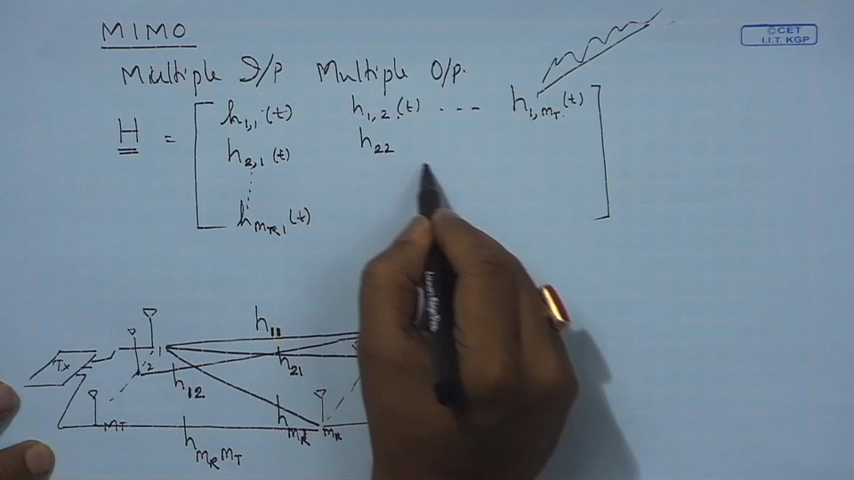 MIMO
©CET
I.I.T. KGP
Multiple I/P Multiple O/P.
H = h1,1(t) h1,2(t) --- h1,MT(t)
h2,1(t) h22
hMR,1(t)
h11
Tx 1
2 h21
h12
MT hMR MR
hMRMT